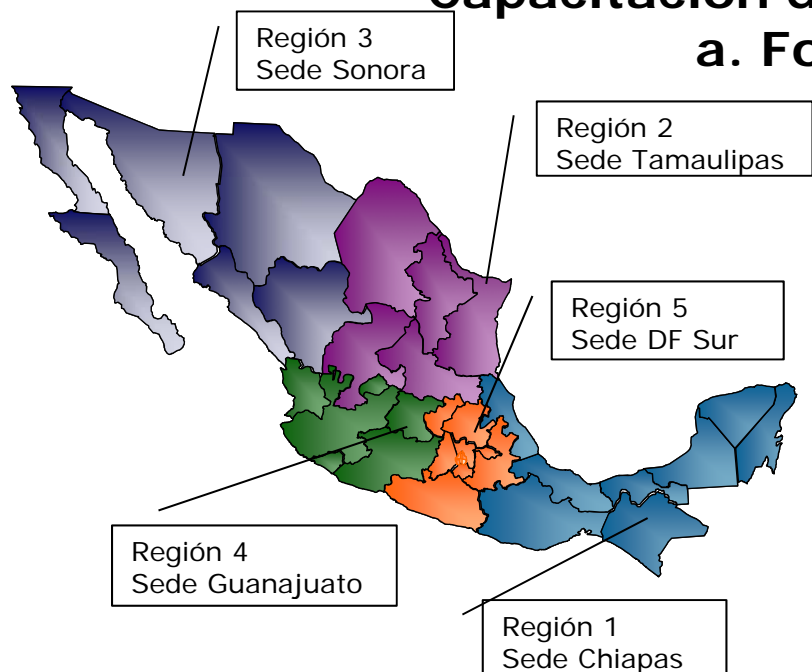 a. Fo
Región 3
Sede Sonora
Región 2
Sede Tamaulipas
Región 5
Sede DF Sur
Región 4
Sede Guanajuato
Región 1
Sede Chiapas